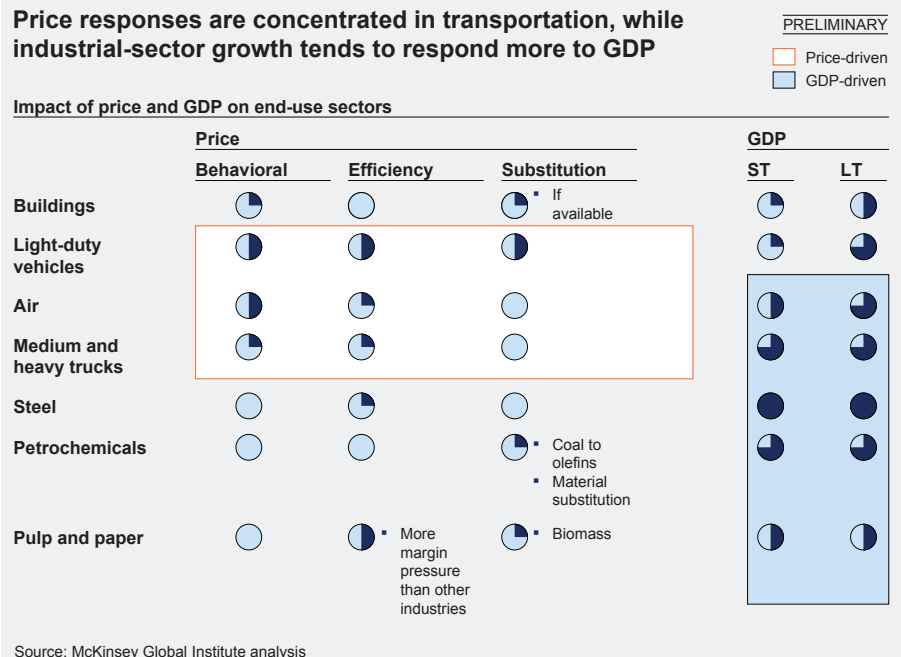 Price responses are concentrated in transportation, while
industrial-sector growth tends to respond more to GDP
PRELIMINARY
Price-driven
GDP-driven
Impact of price and GDP on end-use sectors
Price
GDP
Behavioral
Efficiency
Substitution
ST
LT
Buildings
▪ If
available
Light-duty
vehicles
Air
Medium and
heavy trucks
Steel
Petrochemicals
▪ Coal to
olefins
▪ Material
substitution
Pulp and paper
▪ More
margin
pressure
than other
industries
▪ Biomass
Source: McKinsey Global Institute analysis